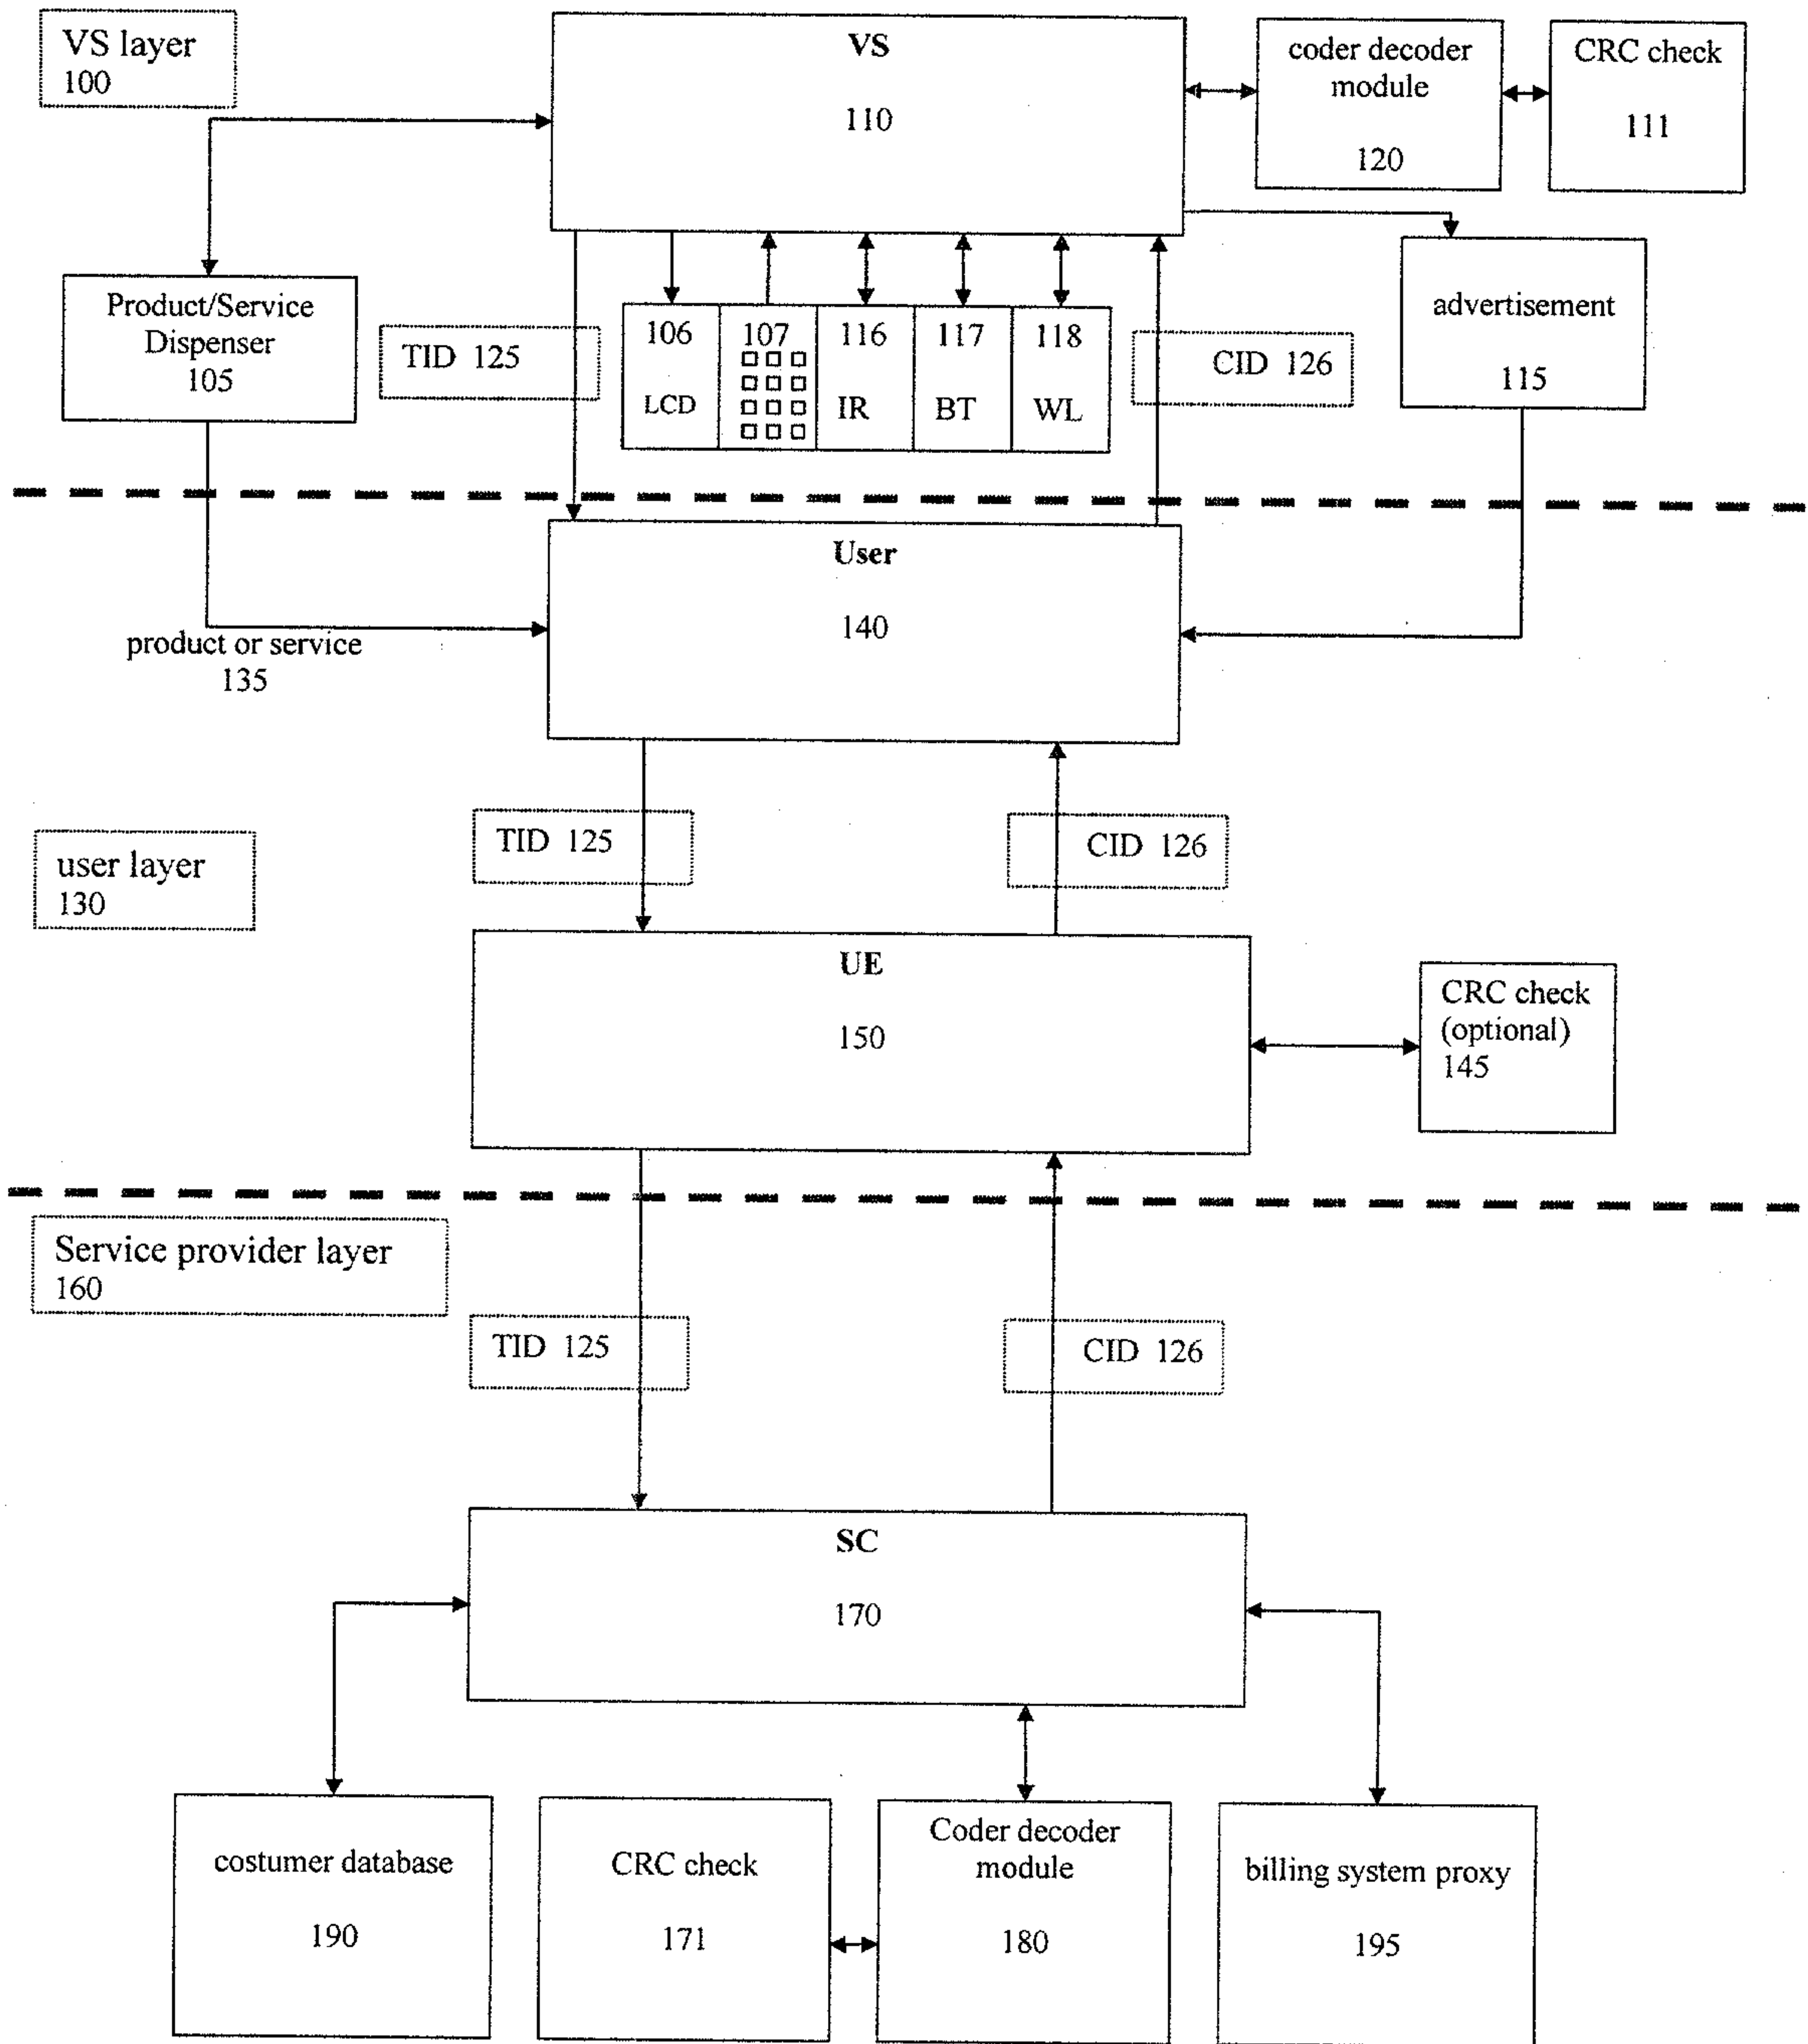 VS layer
100
VS
110
coder decoder
module
120
CRC check
111
Product/Service
Dispenser
105
TID 125
106
LCD
107
116
IR
117
BT
118
WL
CID 126
advertisement
115
User
140
product or service
135
TID 125
CID 126
user layer
130
UE
150
CRC check
(optional)
145
Service provider layer
160
TID 125
CID 126
SC
170
costumer database
190
CRC check
171
Coder decoder
module
180
billing system proxy
195